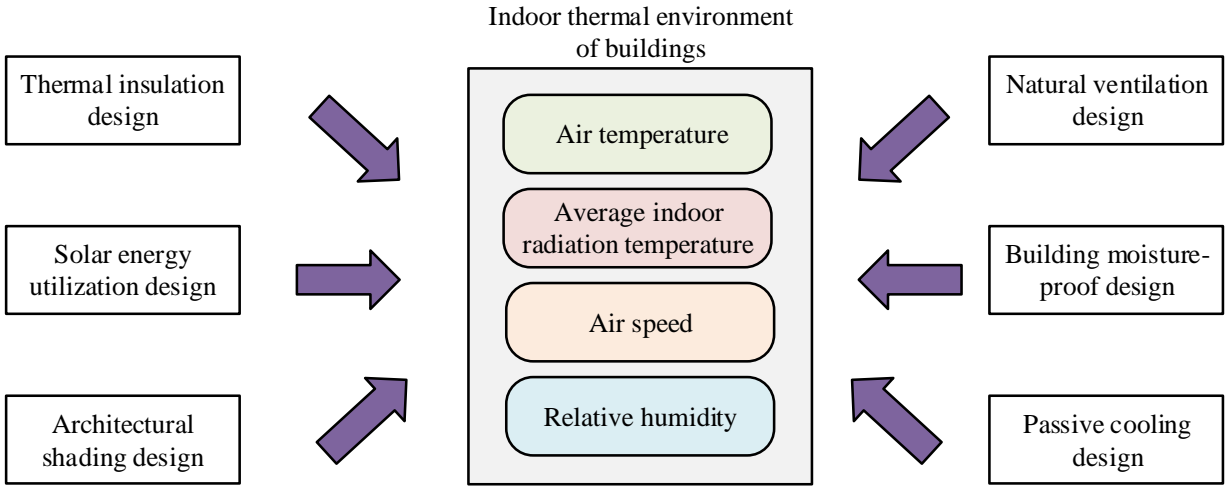 Indoor thermal environment
of buildings
Thermal insulation
design
Solar energy
utilization design
Architectural
shading design
Air temperature
Average indoor
radiation temperature
Air speed
Relative humidity
Natural ventilation
design
Building moisture-
proof design
Passive cooling
design